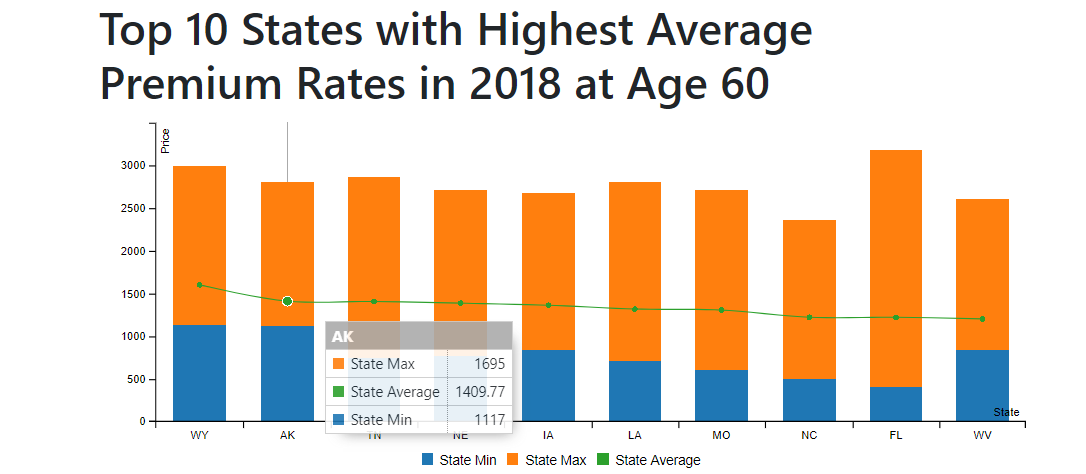 Top 10 States with Highest Average
Premium Rates in 2018 at Age 60
Price
3000
2500
2000
1500
1000
500
0
AK
State Max 1695
State Average 1409.77
State Min 1117
State
WY AK TN NE IA LA MO NC FL WV
State Min State Max State Average